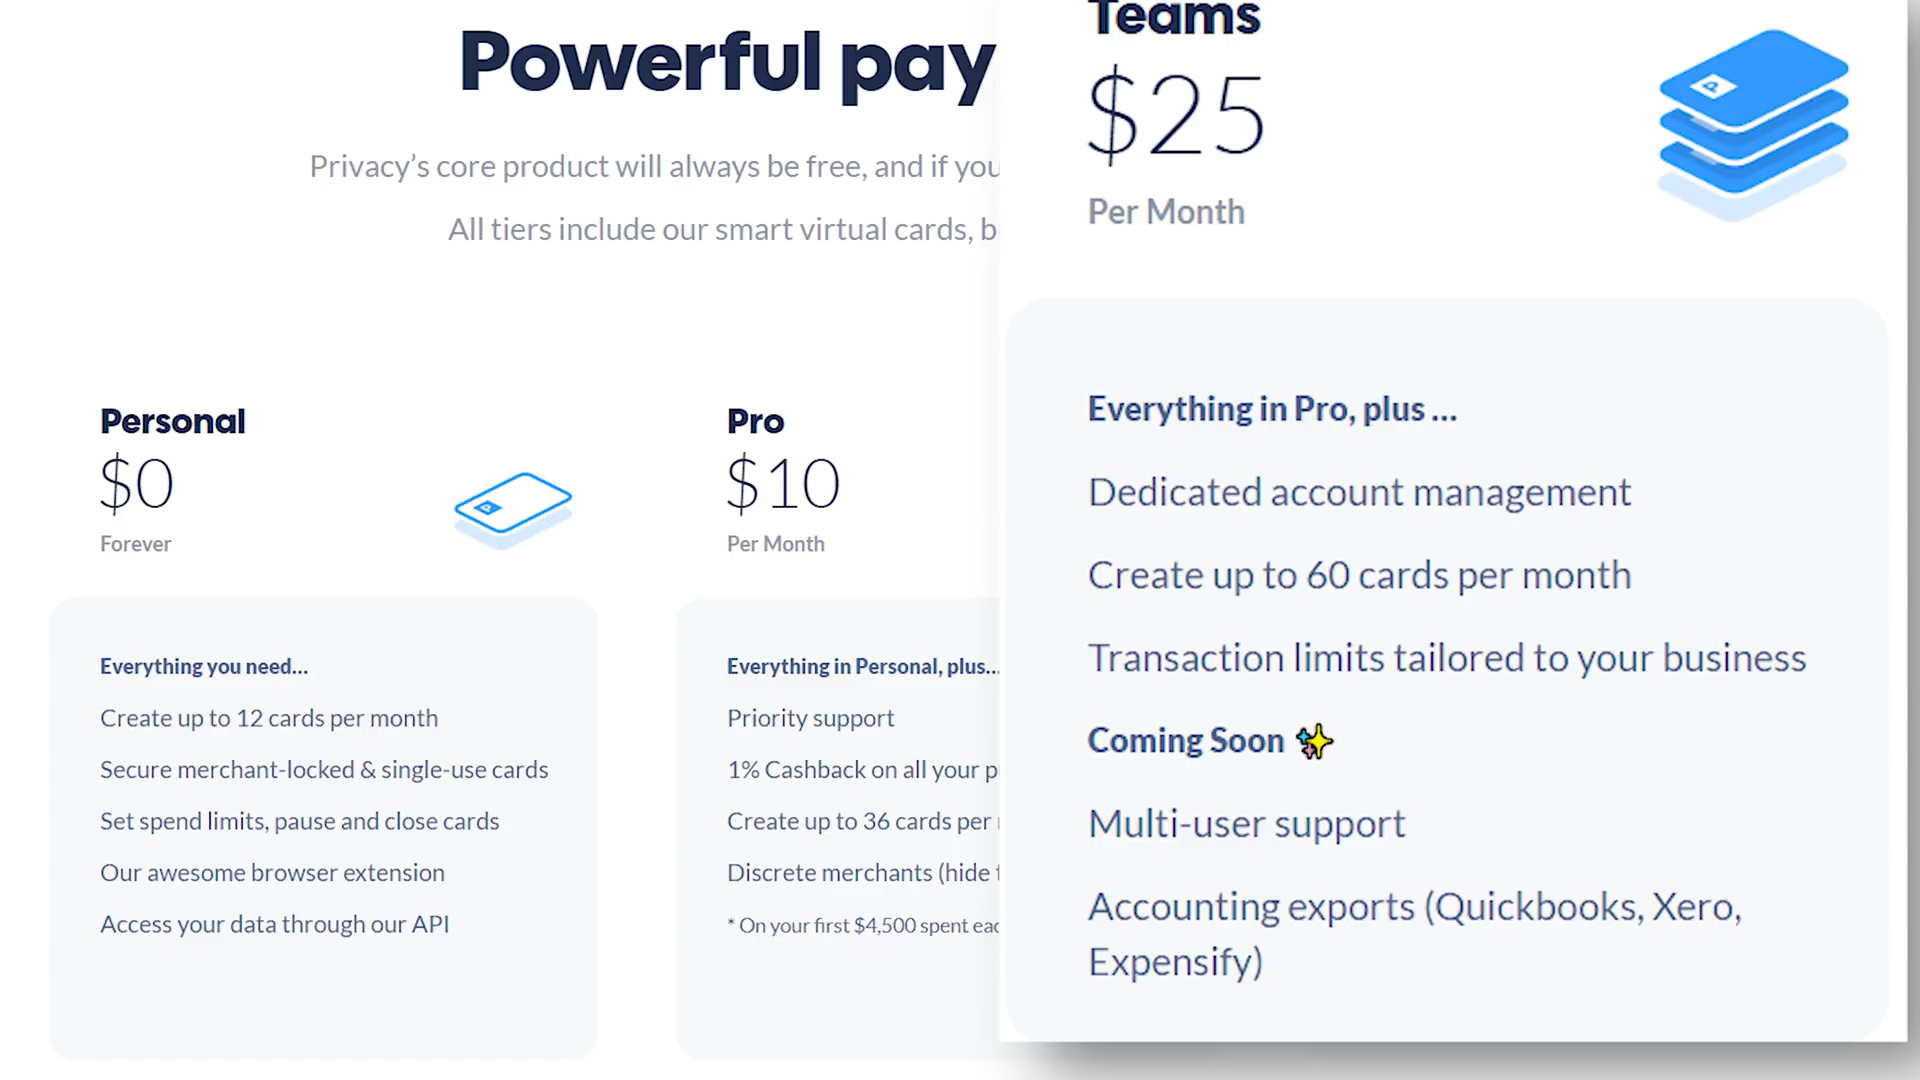 Powerful pay
Privacy’s core product will always be free, and if you
All tiers include our smart virtual cards, b
Personal
$0
Forever
Everything you need...
Create up to 12 cards per month
Secure merchant-locked & single-use cards
Set spend limits, pause and close cards
Our awesome browser extension
Access your data through our API
Pro
$10
Per Month
Everything in Personal, plus...
Priority support
1% Cashback on all your p
Create up to 36 cards per
Discrete merchants (hide
* On your first $4,500 spent eac
Teams
$25
Per Month
Everything in Pro, plus ...
Dedicated account management
Create up to 60 cards per month
Transaction limits tailored to your business
Coming Soon ✨
Multi-user support
Accounting exports (Quickbooks, Xero,
Expensify)